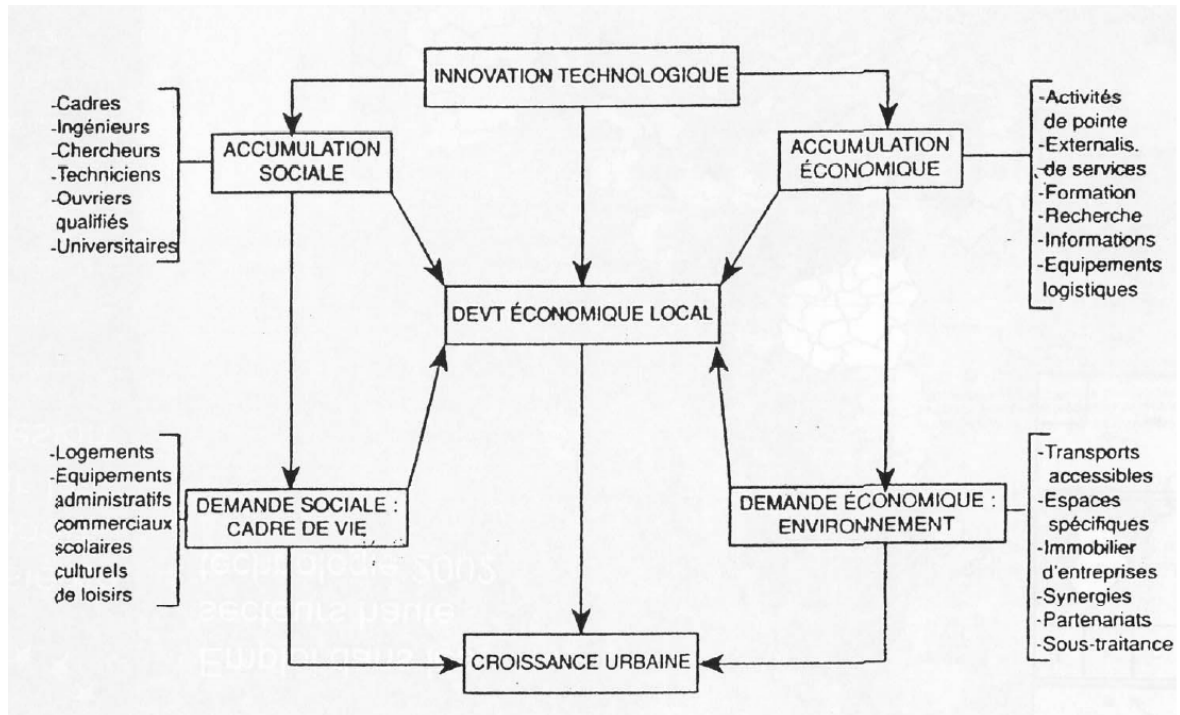 INNOVATION TECHNOLOGIQUE
-Cadres
-Ingénieurs
-Chercheurs
-Techniciens
-Ouvriers
qualifiés
-Universitaires
ACCUMULATION
SOCIALE
ACCUMULATION
ÉCONOMIQUE
-Activités
de pointe
-Externalis.
de services
-Formation
-Recherche
-Informations
-Equipements
logistiques
DEVT ÉCONOMIQUE LOCAL
-Logements
-Equipements
administratifs
commerciaux
scolaires
culturels
de loisirs
DEMANDE SOCIALE :
CADRE DE VIE
DEMANDE ÉCONOMIQUE :
ENVIRONNEMENT
-Transports
accessibles
-Espaces
spécifiques
-Immobilier
d'entreprises
-Synergies
-Partenariats
-Sous-traitance
CROISSANCE URBAINE